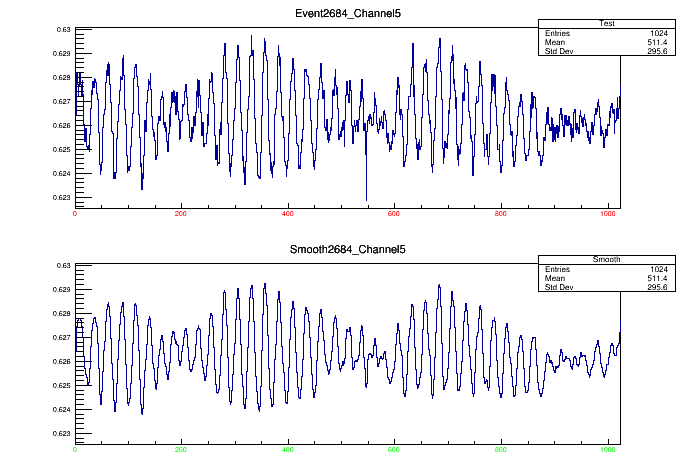 Event2684_Channel5
Test
Entries 1024
Mean 511.4
Std Dev 295.6
0.63
0.629
0.628
0.627
0.626
0.625
0.624
0.623
0 200 400 600 800 1000
Smooth2684_Channel5
Smooth
Entries 1024
Mean 511.4
Std Dev 295.6
0.63
0.629
0.628
0.627
0.626
0.625
0.624
0.623
0 200 400 600 800 1000